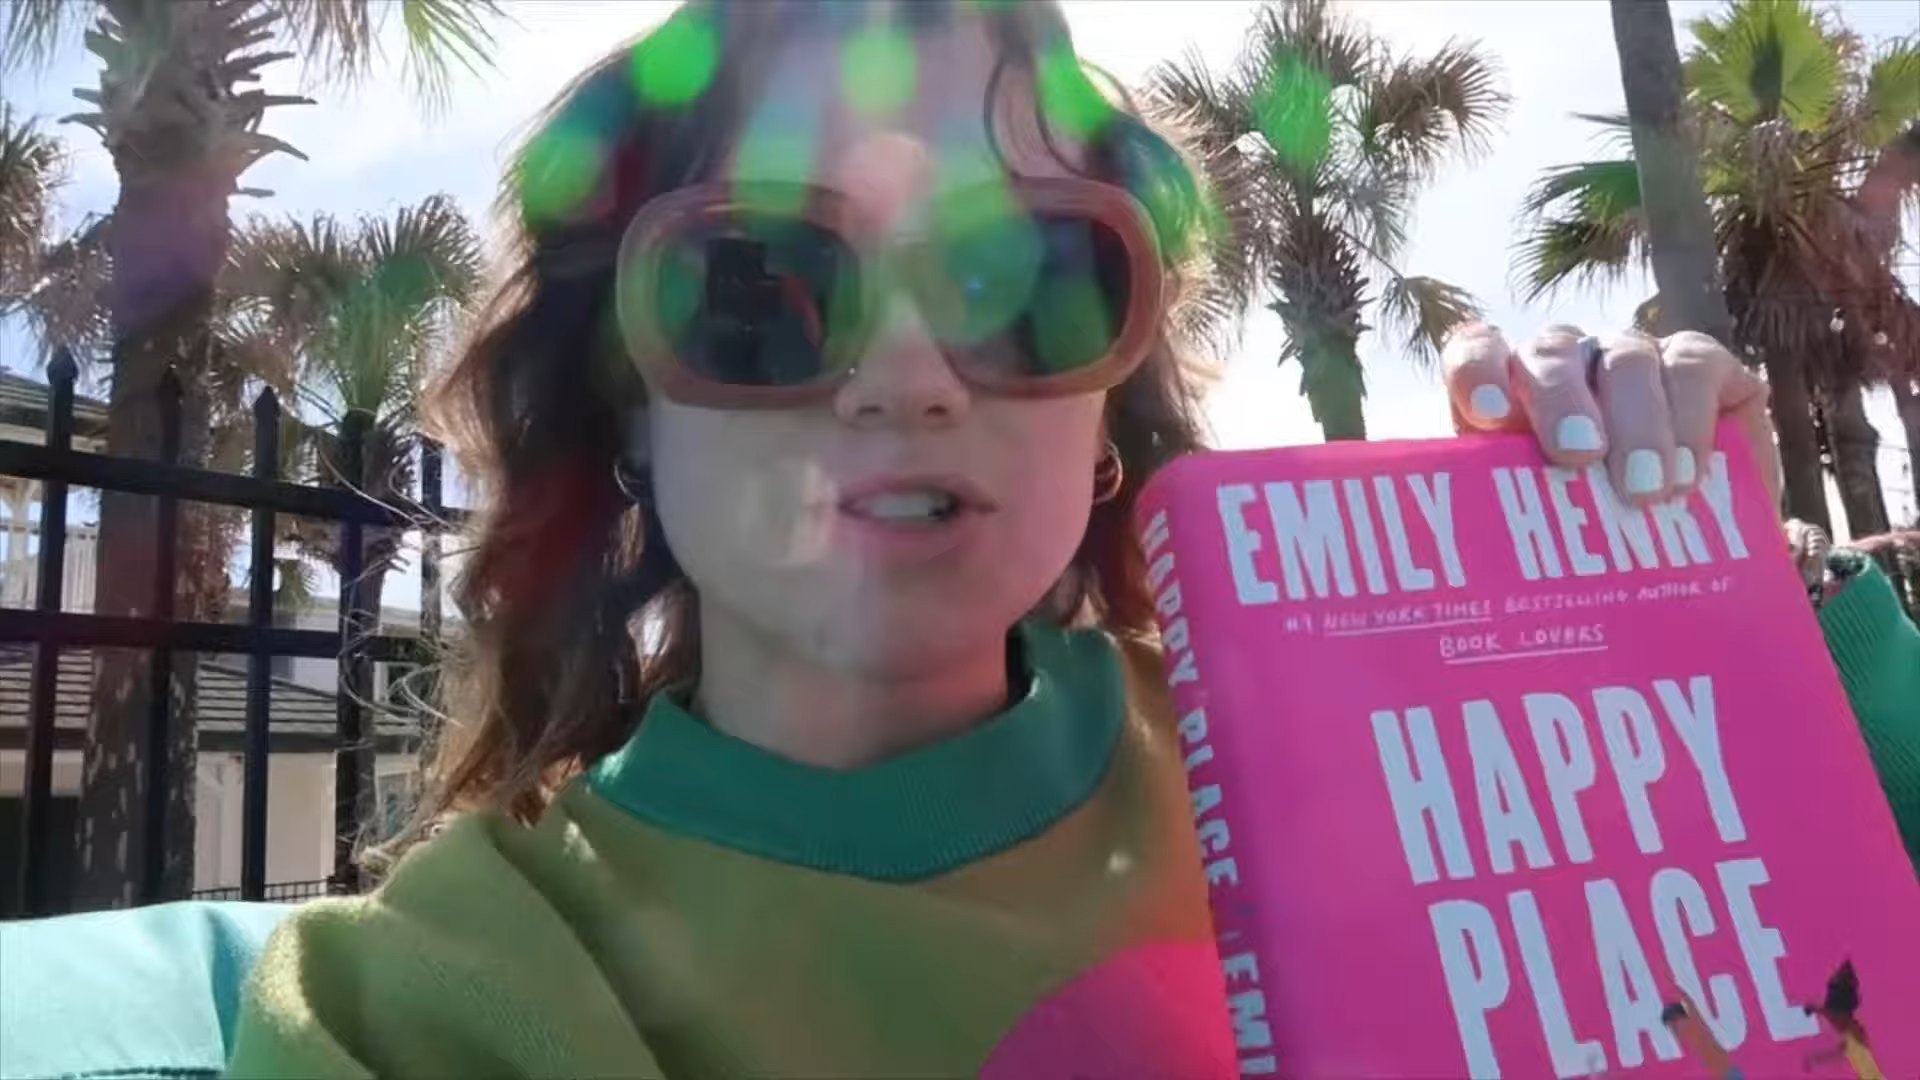 EMILY HENRY
#1 NEW YORK TIMES BESTSELLING AUTHOR OF
BOOK LOVERS
HAPPY
PLACE
HAPPY PLACE